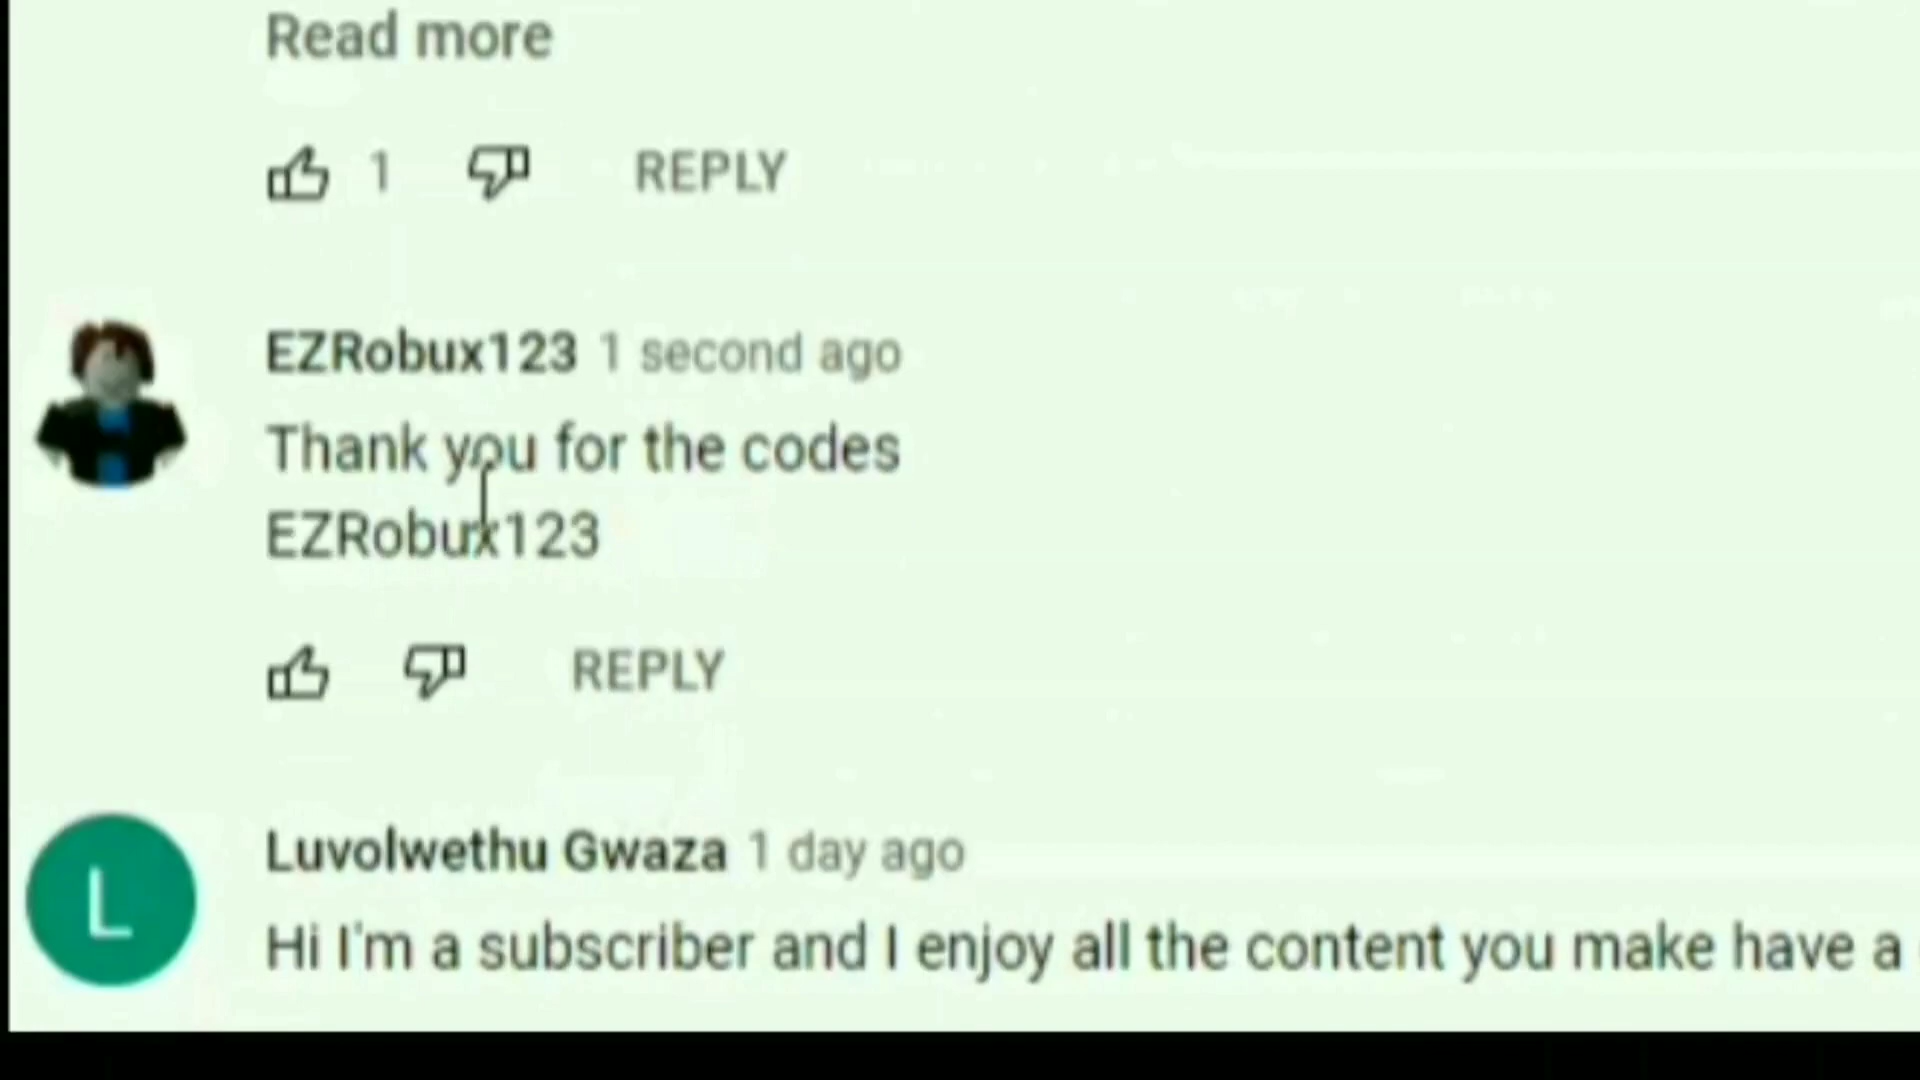 Read more
1 REPLY
EZRobux123 1 second ago
Thank you for the codes
EZRobux123
REPLY
L
Luvolwethu Gwaza 1 day ago
Hi I'm a subscriber and I enjoy all the content you make have a